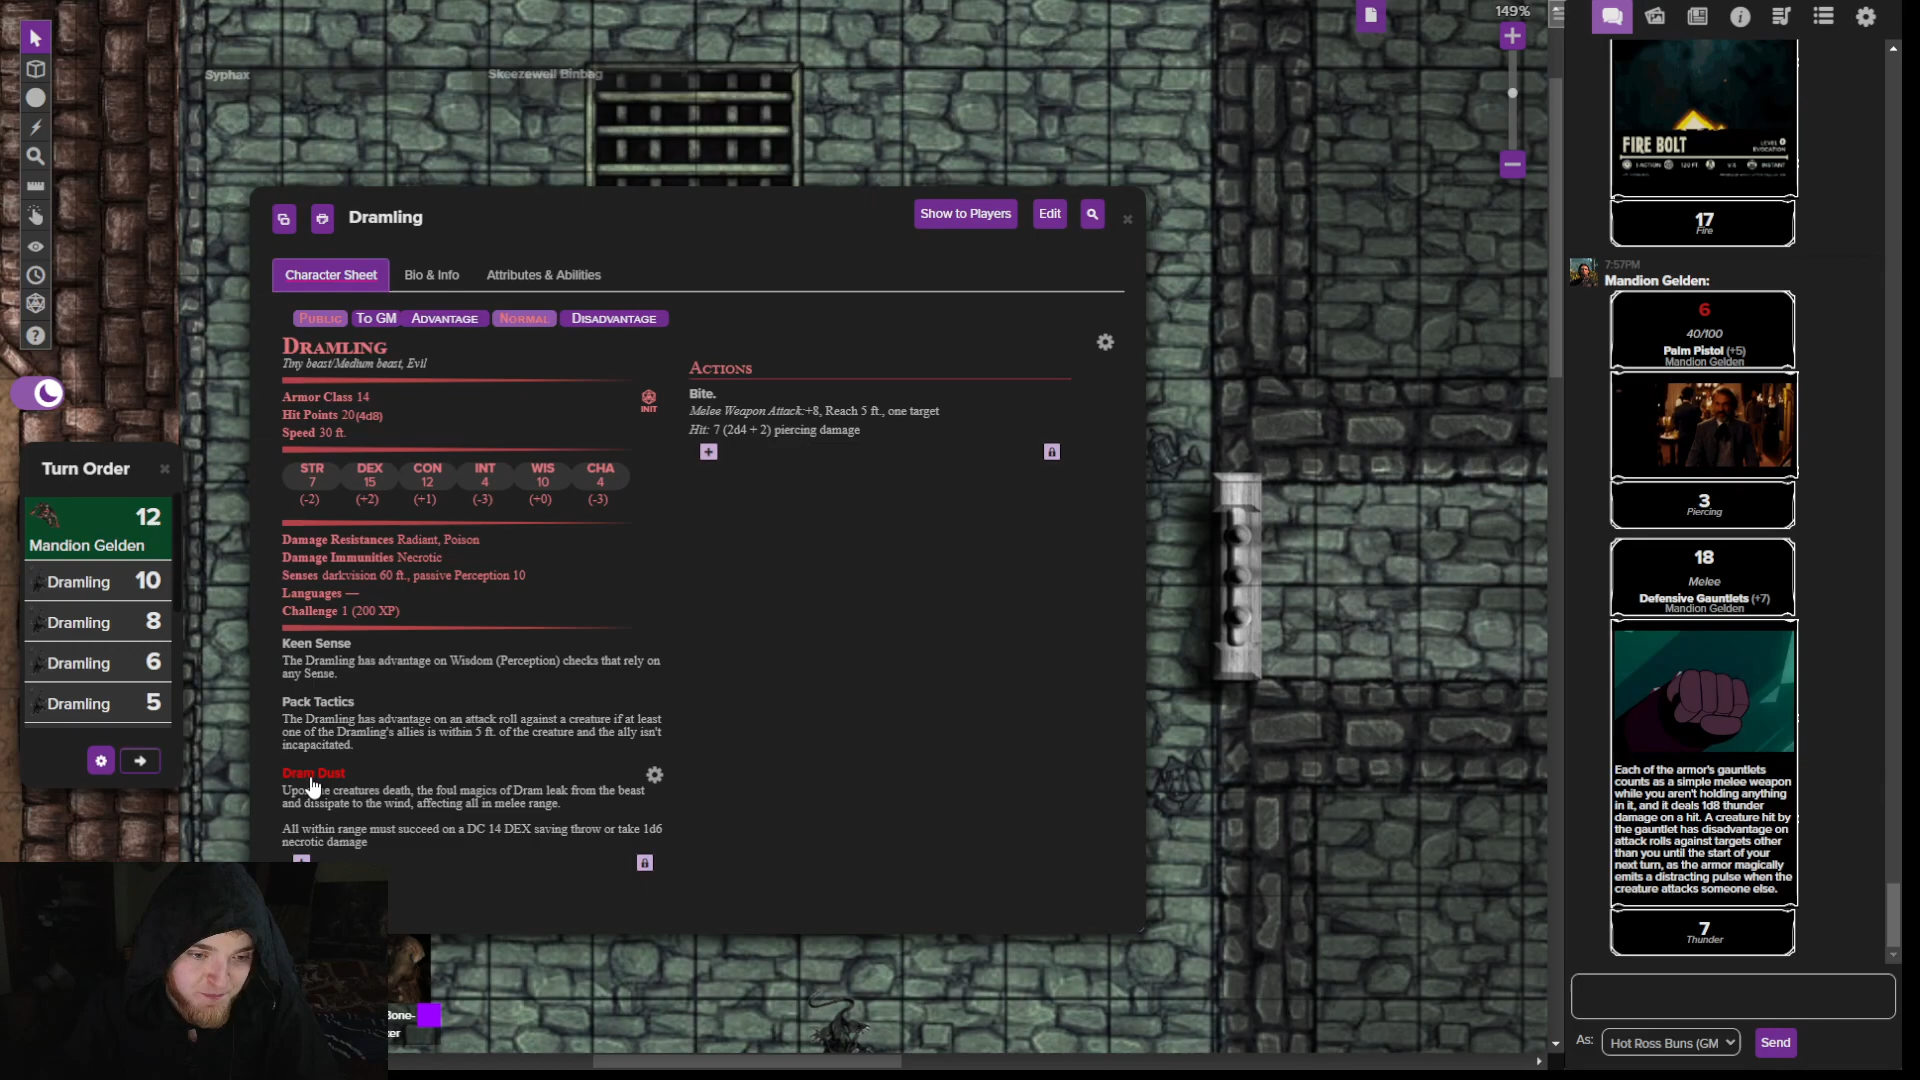 149%
Syphax
Skeezewell Binbag
Dramling
Show to Players
Edit
Character Sheet
Bio & Info
Attributes & Abilities
PUBLIC
TO GM
ADVANTAGE
NORMAL
DISADVANTAGE
DRAMLING
Tiny beast/Medium beast, Evil
Armor Class 14
Hit Points 20(4d8)
Speed 30 ft.
INIT
STR DEX CON INT WIS CHA
7 15 12 4 10 4
(-2) (+2) (+1) (-3) (+0) (-3)
Damage Resistances Radiant, Poison
Damage Immunities Necrotic
Senses darkvision 60 ft., passive Perception 10
Languages —
Challenge 1 (200 XP)
Keen Sense
The Dramling has advantage on Wisdom (Perception) checks that rely on
any Sense.
Pack Tactics
The Dramling has advantage on an attack roll against a creature if at least
one of the Dramling's allies is within 5 ft. of the creature and the ally isn't
incapacitated.
Dram Dust
Upon the creatures death, the foul magics of Dram leak from the beast
and dissipate to the wind, affecting all in melee range.
All within range must succeed on a DC 14 DEX saving throw or take 1d6
necrotic damage
ACTIONS
Bite.
Melee Weapon Attack:+8, Reach 5 ft., one target
Hit: 7 (2d4 + 2) piercing damage
Turn Order
12
Mandion Gelden
Dramling 10
Dramling 8
Dramling 6
Dramling 5
Bone-
ker
FIRE BOLT
LEVEL 0
EVOCATION
1 ACTION 120 FT. V,S INSTANT
17
Fire
7:57PM
Mandion Gelden:
6
40/100
Palm Pistol (+5)
Mandion Gelden
3
Piercing
18
Melee
Defensive Gauntlets (+7)
Mandion Gelden
Each of the armor's gauntlets
counts as a simple melee weapon
while you aren't holding anything
in it, and it deals 1d8 thunder
damage on a hit. A creature hit by
the gauntlet has disadvantage on
attack rolls against targets other
than you until the start of your
next turn, as the armor magically
emits a distracting pulse when the
creature attacks someone else.
7
Thunder
As:
Hot Ross Buns (GM
Send